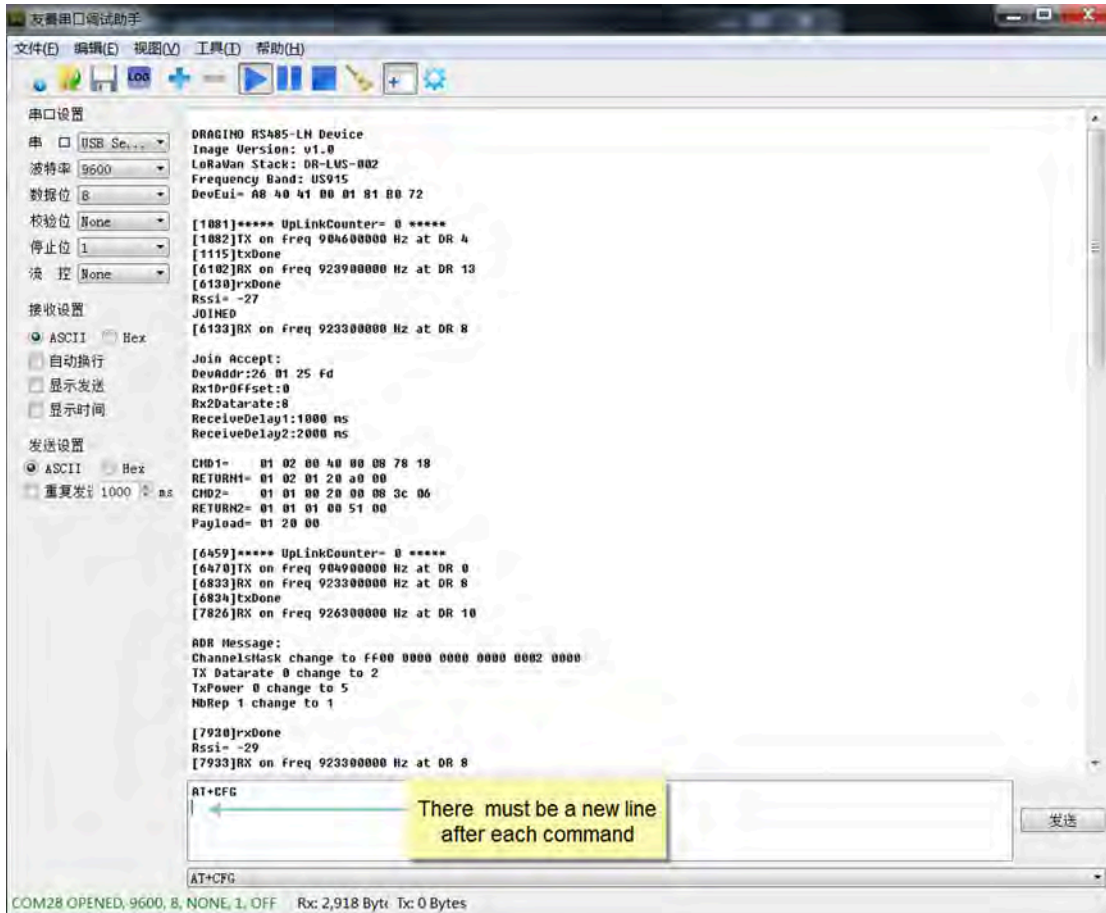 友善串口调试助手
文件(F) 编辑(E) 视图(V) 工具(T) 帮助(H)
LOG
串口设置
串 口 USB Se...
波特率 9600
数据位 8
校验位 None
停止位 1
流 控 None
接收设置
ASCII Hex
自动换行
显示发送
显示时间
发送设置
ASCII Hex
重复发 1000 ms
DRAGINO RS485-LN Device
Image Version: v1.0
LoRaWan Stack: DR-LWS-002
Frequency Band: US915
DevEui= A8 40 41 00 01 81 80 72
[1081]***** UpLinkCounter= 0 *****
[1082]TX on freq 904600000 Hz at DR 4
[1115]txDone
[6102]RX on freq 923900000 Hz at DR 13
[6130]rxDone
Rssi= -27
JOINED
[6133]RX on freq 923300000 Hz at DR 8
Join Accept:
DevAddr:26 01 25 fd
Rx1DrOffset:0
Rx2Datarate:8
ReceiveDelay1:1000 ms
ReceiveDelay2:2000 ms
CMD1= 01 02 00 40 00 08 78 18
RETURN1= 01 02 01 20 a0 00
CMD2= 01 01 00 20 00 08 3c 06
RETURN2= 01 01 01 00 51 00
Payload= 01 20 00
[6459]***** UpLinkCounter= 0 *****
[6470]TX on freq 904900000 Hz at DR 0
[6833]RX on freq 923300000 Hz at DR 8
[6834]txDone
[7826]RX on freq 926300000 Hz at DR 10
ADR Message:
ChannelsMask change to ff00 0000 0000 0000 0002 0000
TX Datarate 0 change to 2
TxPower 0 change to 5
NbRep 1 change to 1
[7930]rxDone
Rssi= -29
[7933]RX on freq 923300000 Hz at DR 8
AT+CFG
There must be a new line
after each command
发送
AT+CFG
COM28 OPENED, 9600, 8, NONE, 1, OFF Rx: 2,918 Byt Tx: 0 Bytes